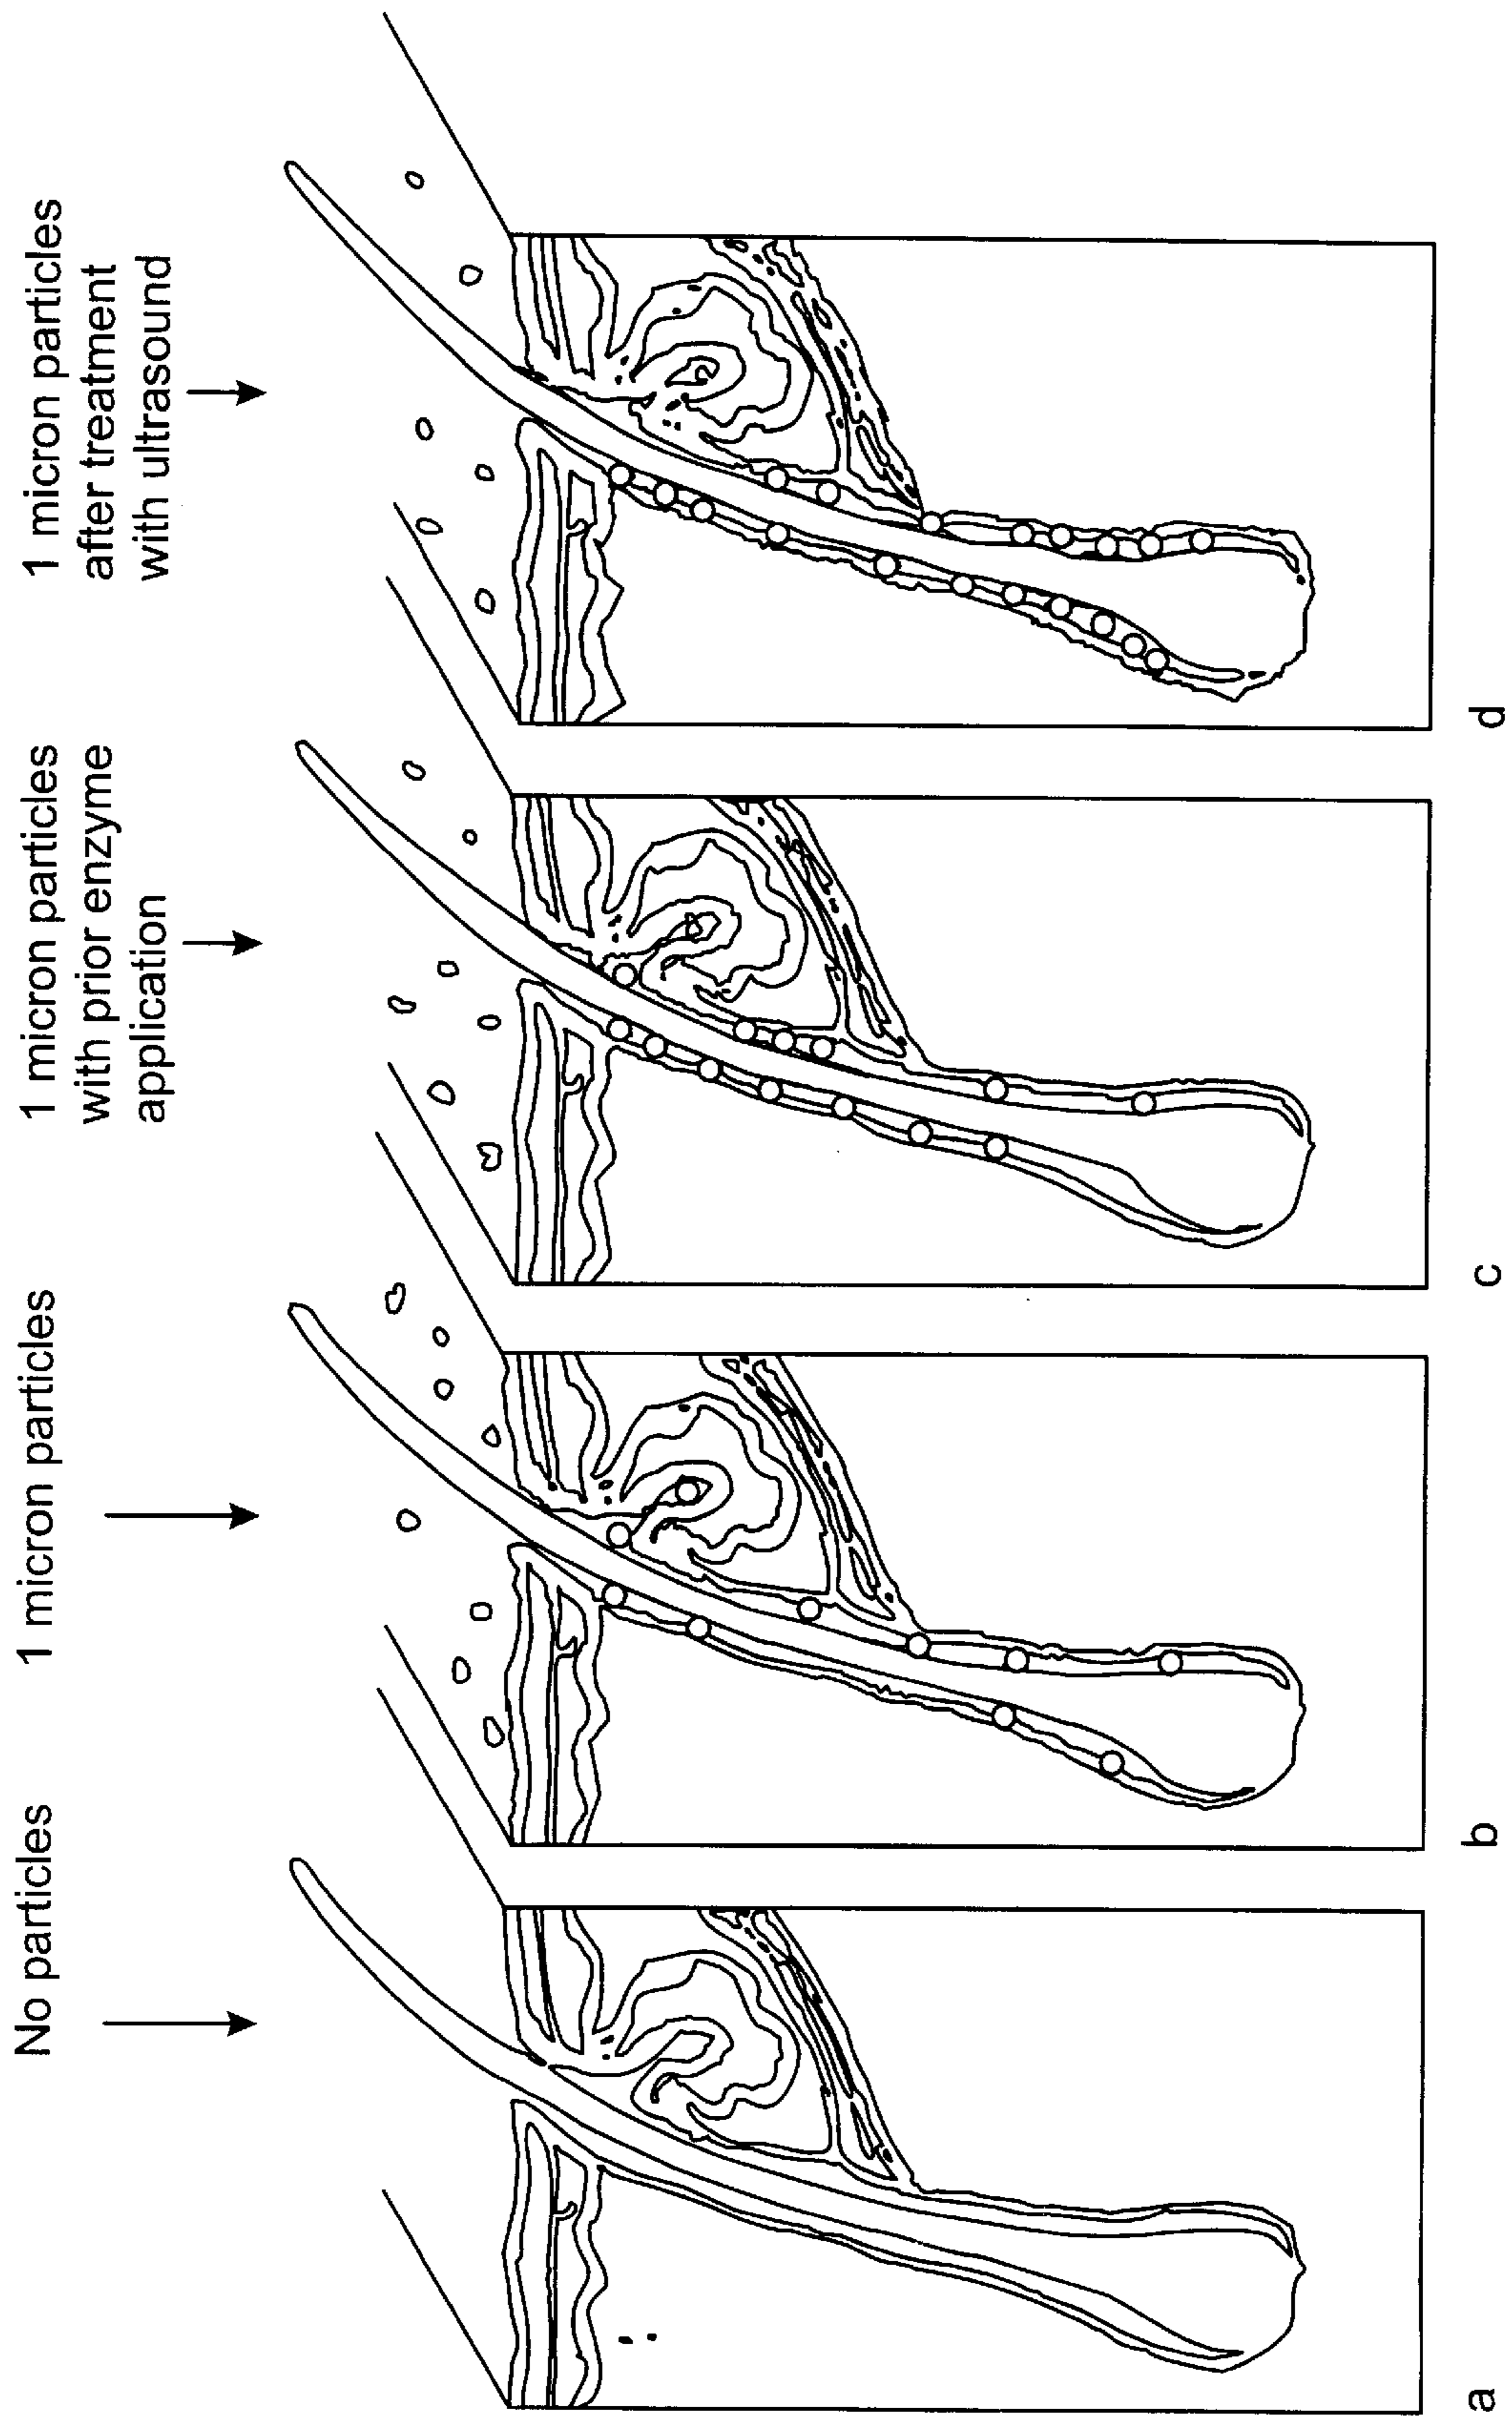 No particles
1 micron particles
1 micron particles
with prior enzyme
application
1 micron particles
after treatment
with ultrasound
a
b
c
d